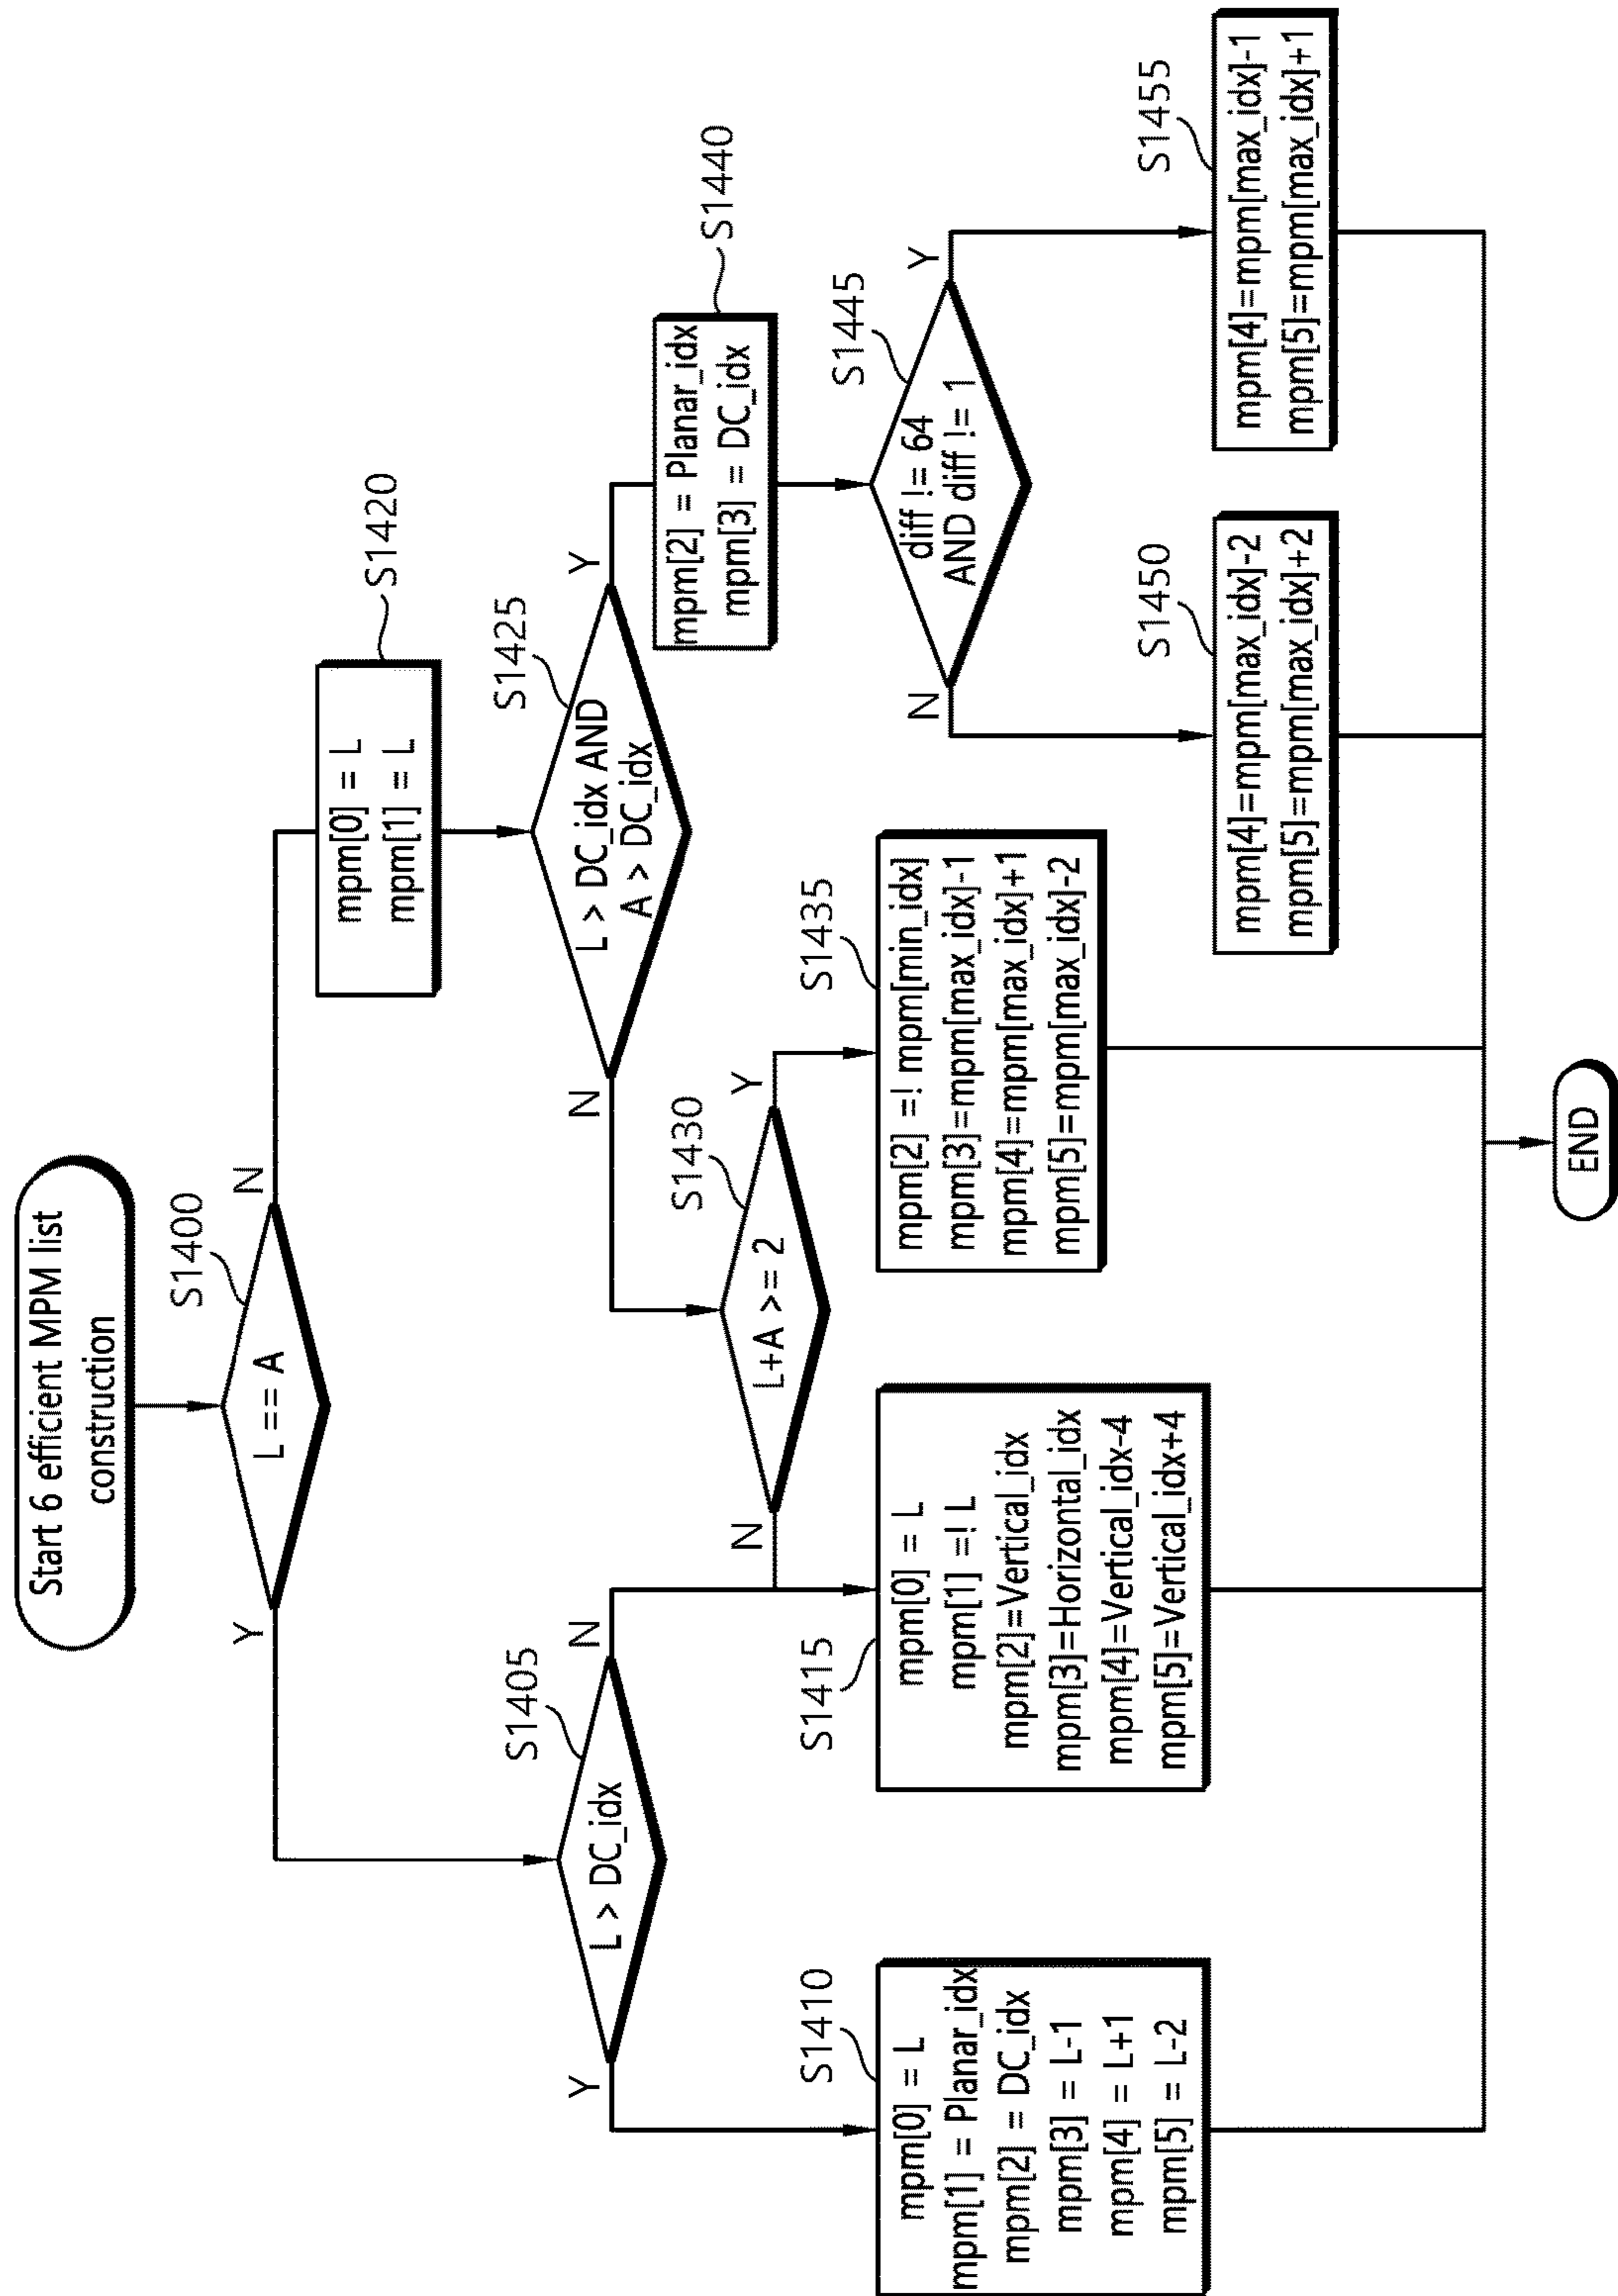 Start 6 efficient MPM list
construction
S1400
L == A
Y
N
S1405
L > DC_idx
Y
N
S1410
mpm[0] = L
mpm[1] = Planar_idx
mpm[2] = DC_idx
mpm[3] = L-1
mpm[4] = L+1
mpm[5] = L-2
S1415
mpm[0] = L
mpm[1] =! L
mpm[2]=Vertical_idx
mpm[3]=Horizontal_idx
mpm[4]=Vertical_idx-4
mpm[5]=Vertical_idx+4
S1420
mpm[0] = L
mpm[1] = L
S1425
L > DC_idx AND
A > DC_idx
N
Y
S1430
L+A >= 2
N
Y
S1435
mpm[2] =! mpm[min_idx]
mpm[3]=mpm[max_idx]-1
mpm[4]=mpm[max_idx]+1
mpm[5]=mpm[max_idx]-2
S1440
mpm[2] = Planar_idx
mpm[3] = DC_idx
S1445
diff != 64
AND diff != 1
N
Y
S1450
mpm[4]=mpm[max_idx]-2
mpm[5]=mpm[max_idx]+2
S1455
mpm[4]=mpm[max_idx]-1
mpm[5]=mpm[max_idx]+1
END